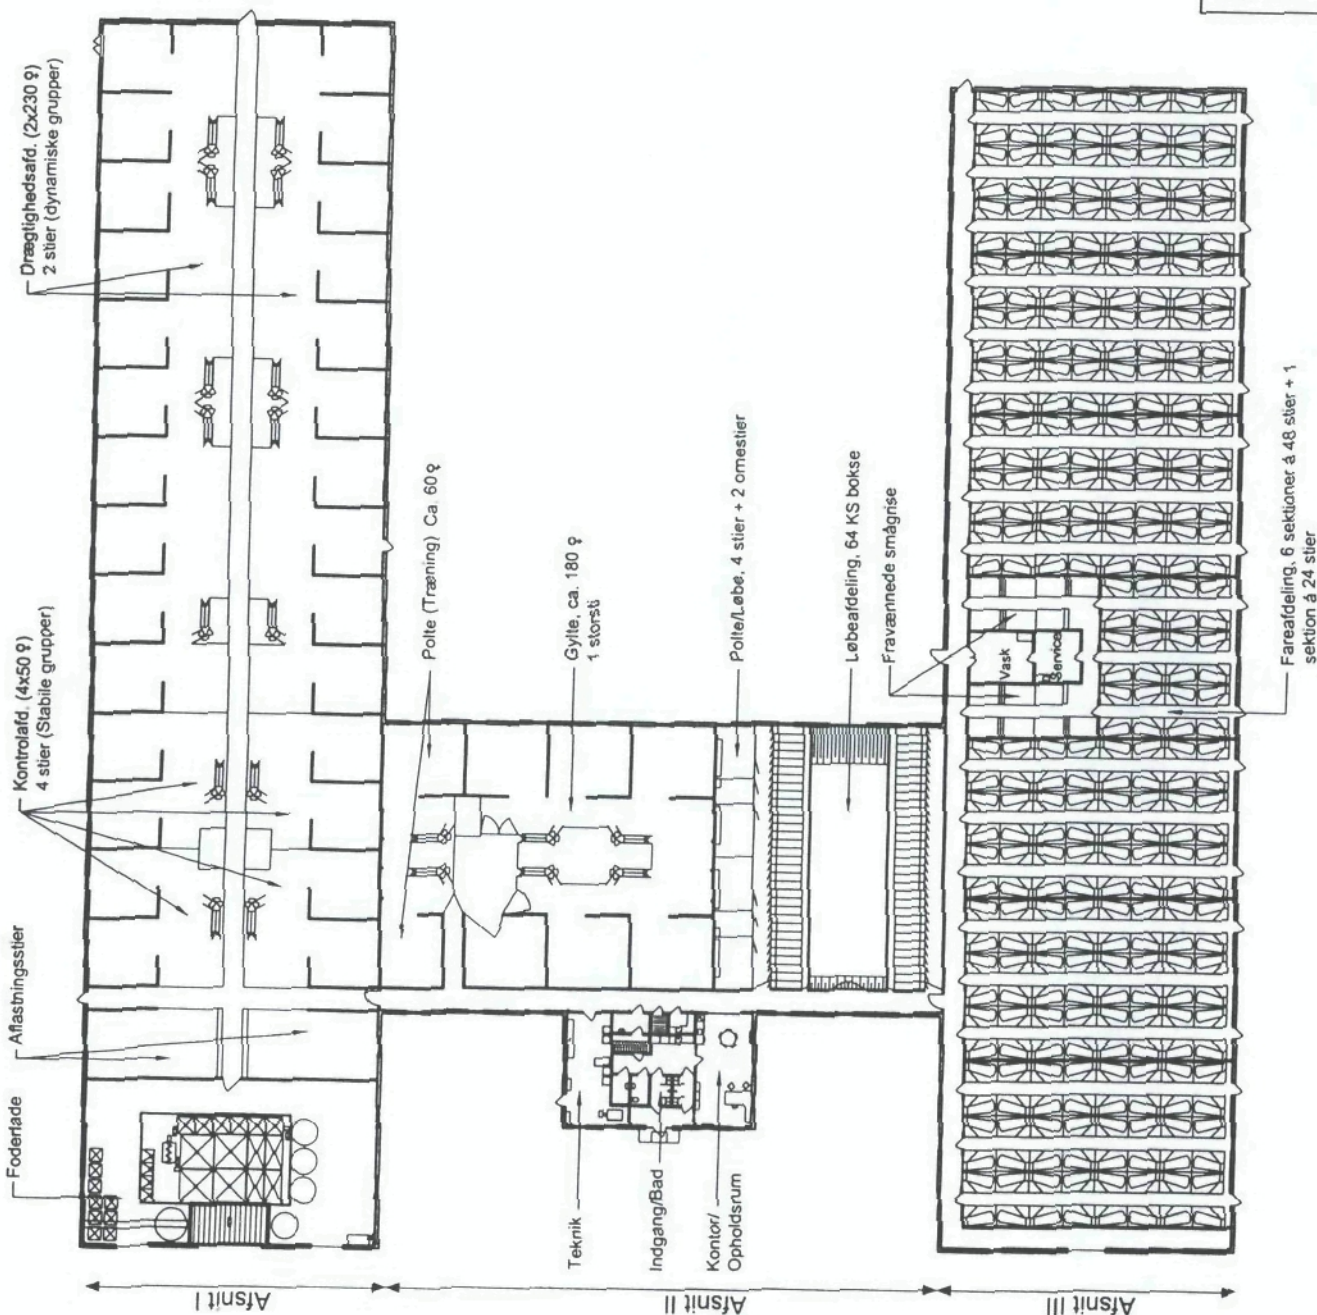 Foderlade
Aflastningsstier
Kontrolafd. (4x50 ♀)
4 stier (Stabile grupper)
Drægtighedsafd. (2x230 ♀)
2 stier (dynamiske grupper)
Polte (Træning) Ca. 60 ♀
Gylte, ca. 180 ♀
1 storsti
Polte/Løbe, 4 stier + 2 ornestier
Løbeafdeling, 64 KS bokse
Fravænnede smågrise
Teknik
Indgang/Bad
Kontor/
Opholdsrum
Vask
Service
Fareafdeling, 6 sektioner á 48 stier + 1
sektion á 24 stier
Afsnit I
Afsnit II
Afsnit III